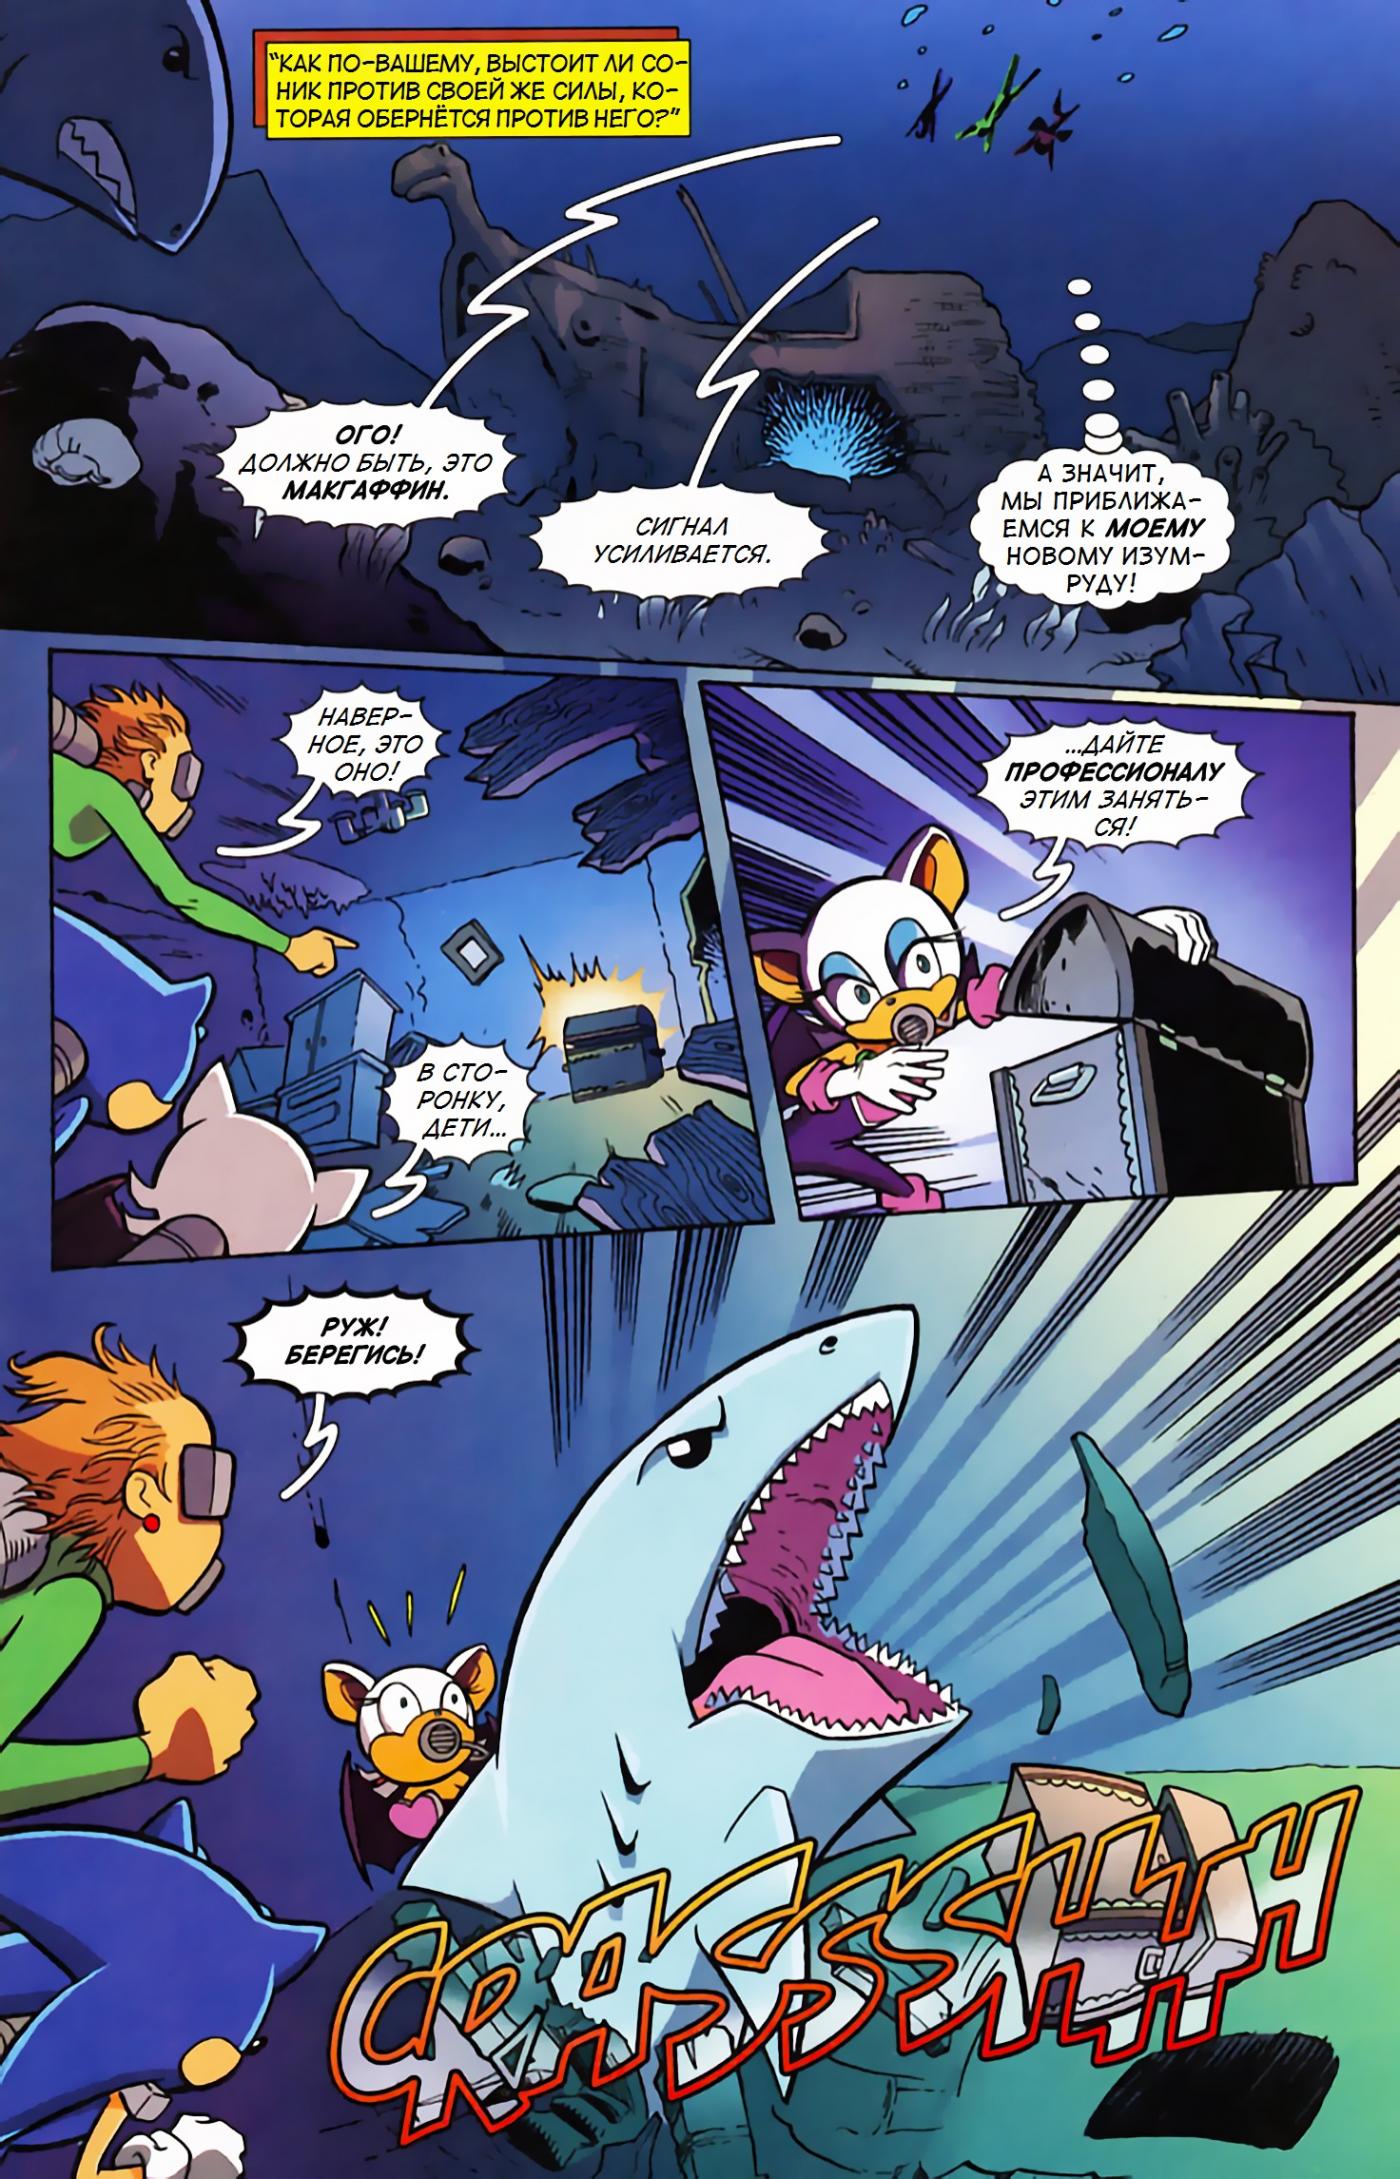 "КАК ПО-ВАШЕМУ, ВЫСТОИТ ЛИ СО-
НИК ПРОТИВ СВОЕЙ ЖЕ СИЛЫ, КО-
ТОРАЯ ОБЕРНЁТСЯ ПРОТИВ НЕГО?"
ОГО!
ДОЛЖНО БЫТЬ, ЭТО
МАКГАФФИН.
СИГНАЛ
УСИЛИВАЕТСЯ.
А ЗНАЧИТ,
МЫ ПРИБЛИЖА-
ЕМСЯ К МОЕМУ
НОВОМУ ИЗУМ-
РУДУ!
НАВЕР-
НОЕ, ЭТО
ОНО!
В СТО-
РОНКУ,
ДЕТИ...
...ДАЙТЕ
ПРОФЕССИОНАЛУ
ЭТИМ ЗАНЯТЬ-
СЯ!
РУЖ!
БЕРЕГИСЬ!